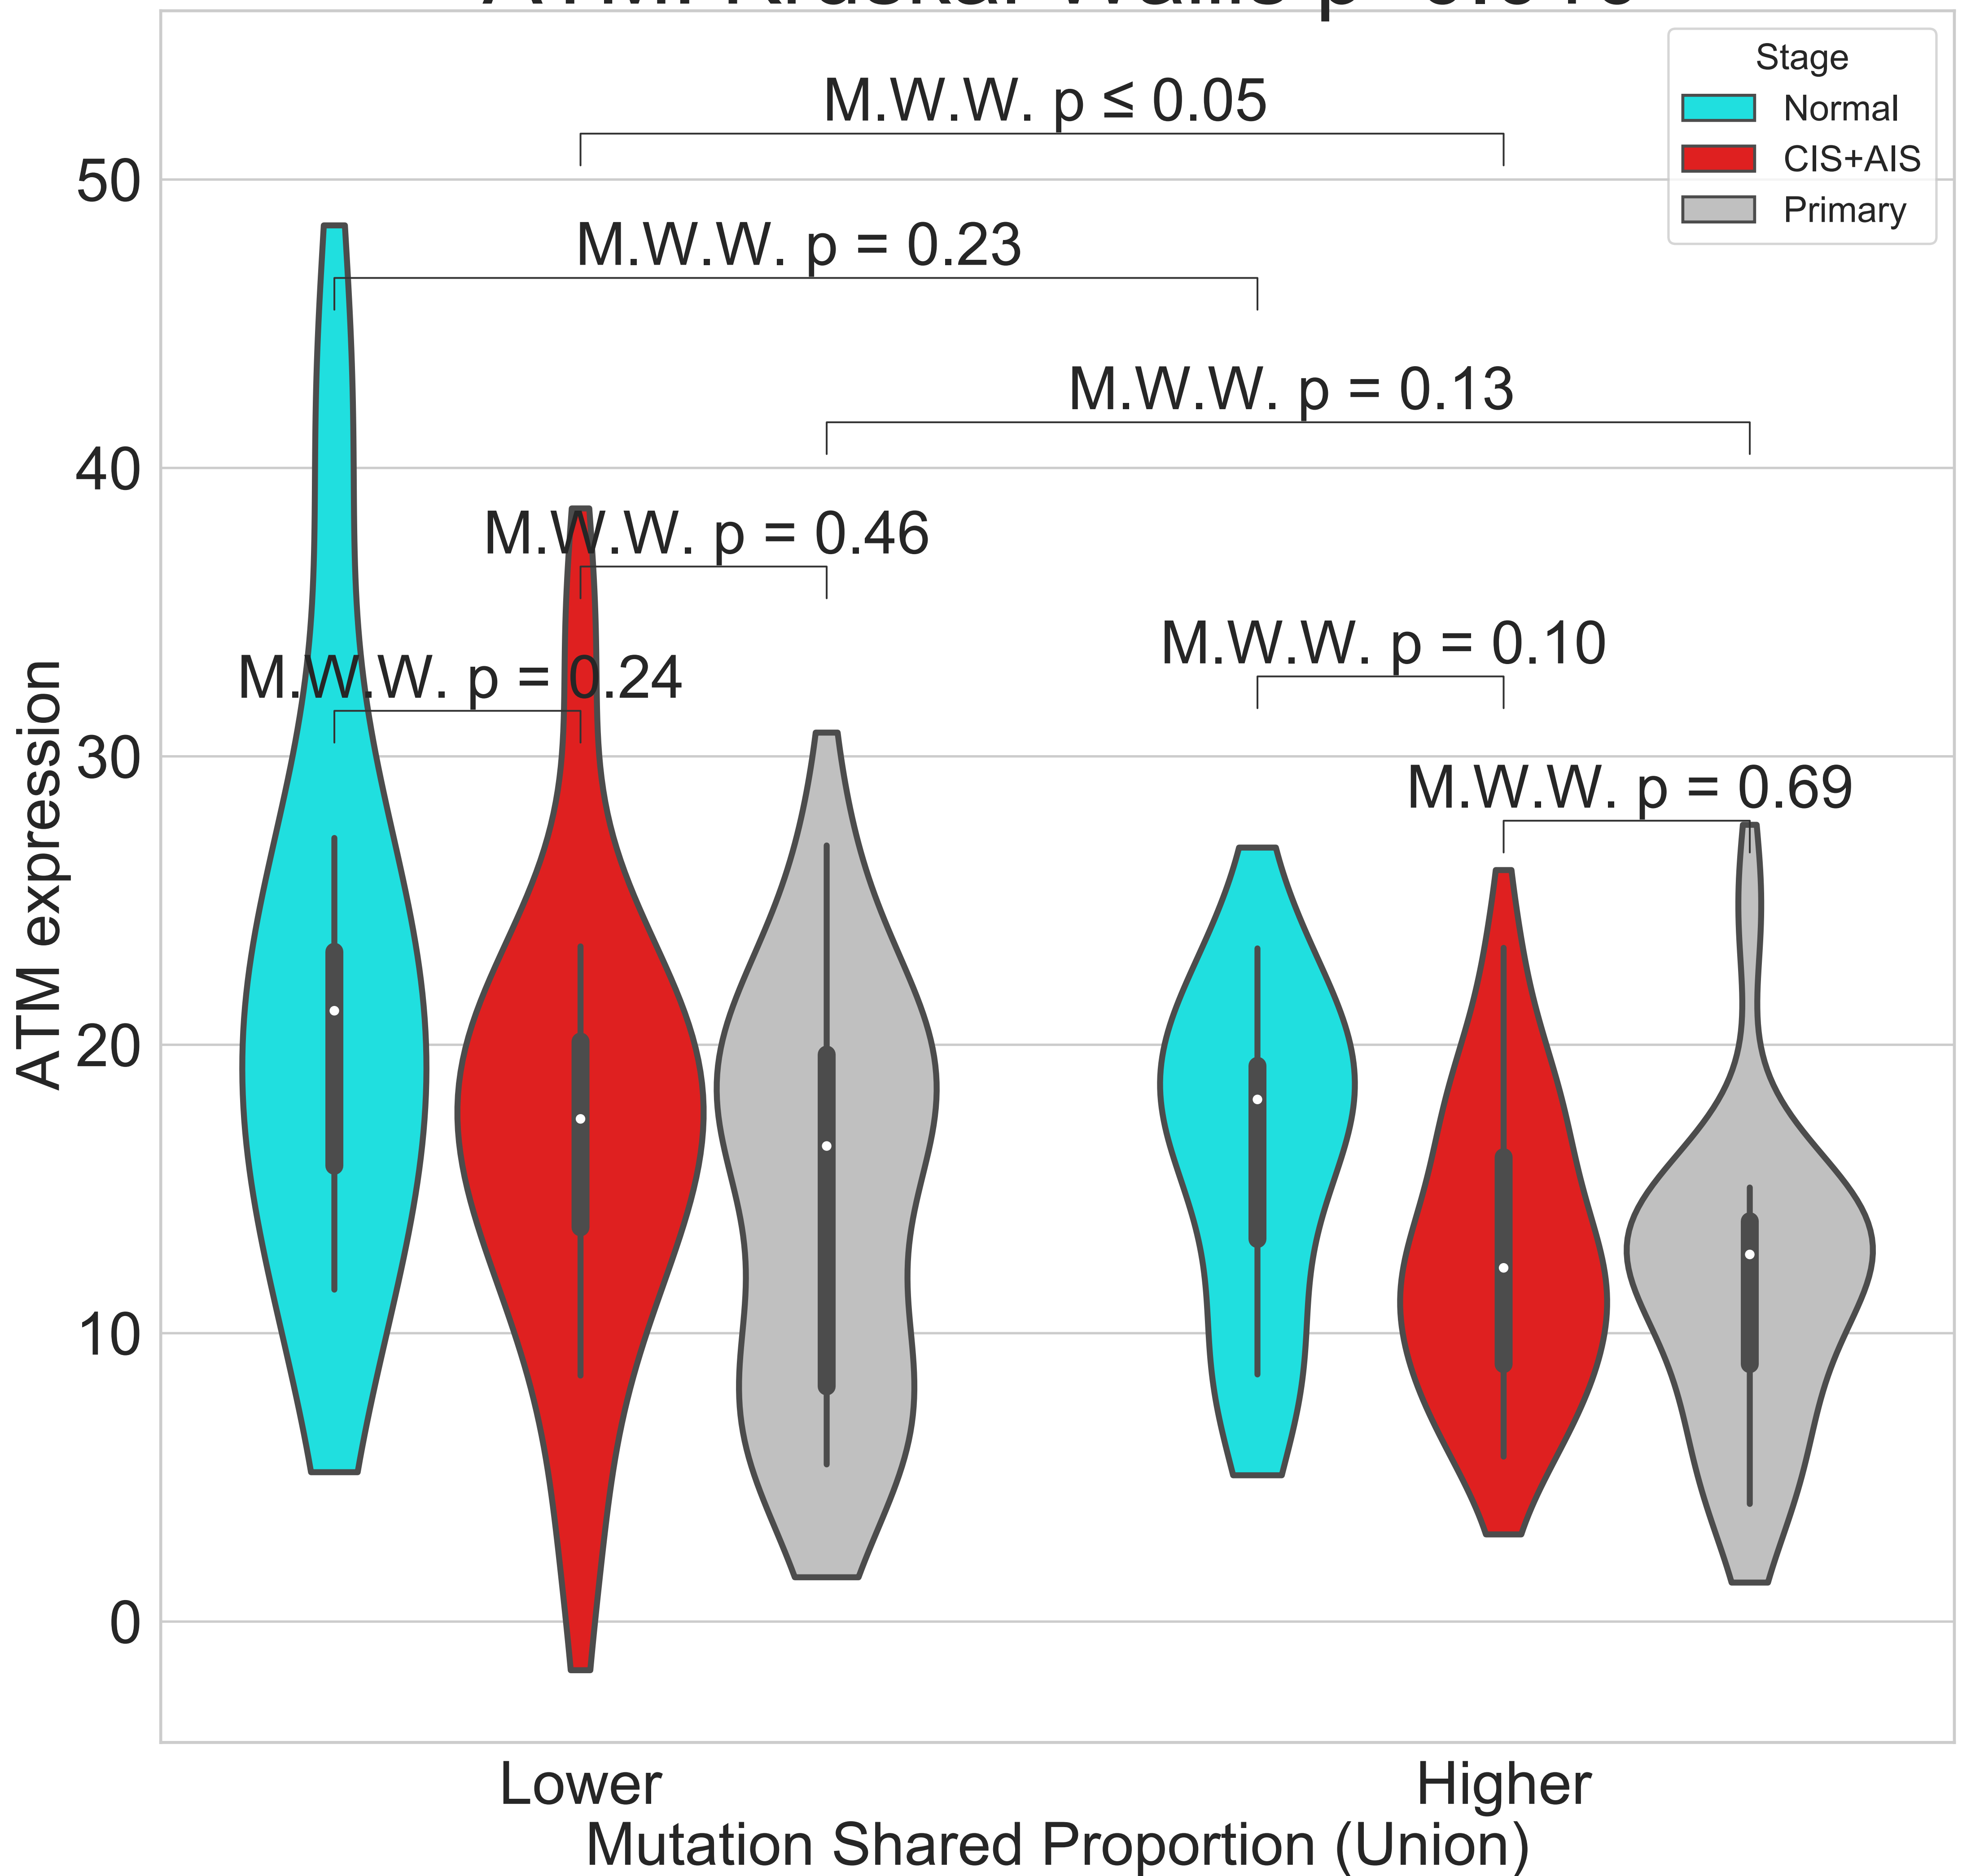 Stage
Normal
CIS+AIS
Primary
M.W.W. p ≤ 0.05
M.W.W. p = 0.23
M.W.W. p = 0.13
M.W.W. p = 0.46
M.W.W. p = 0.10
M.W.W. p = 0.24
M.W.W. p = 0.69
50
40
30
20
10
0
ATM expression
Lower
Higher
Mutation Shared Proportion (Union)